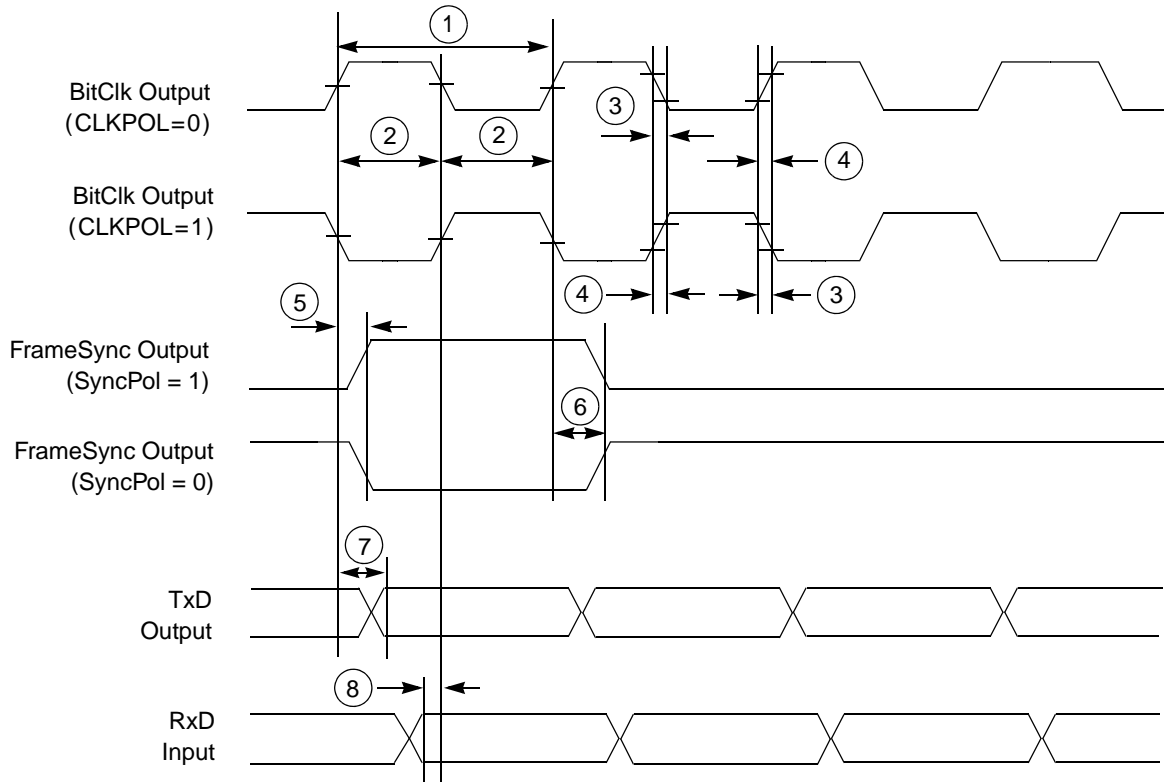 1
BitClk Output
(CLKPOL=0)
3
2
2
4
BitClk Output
(CLKPOL=1)
5
4
3
FrameSync Output
(SyncPol = 1)
6
FrameSync Output
(SyncPol = 0)
7
TxD
Output
8
RxD
Input